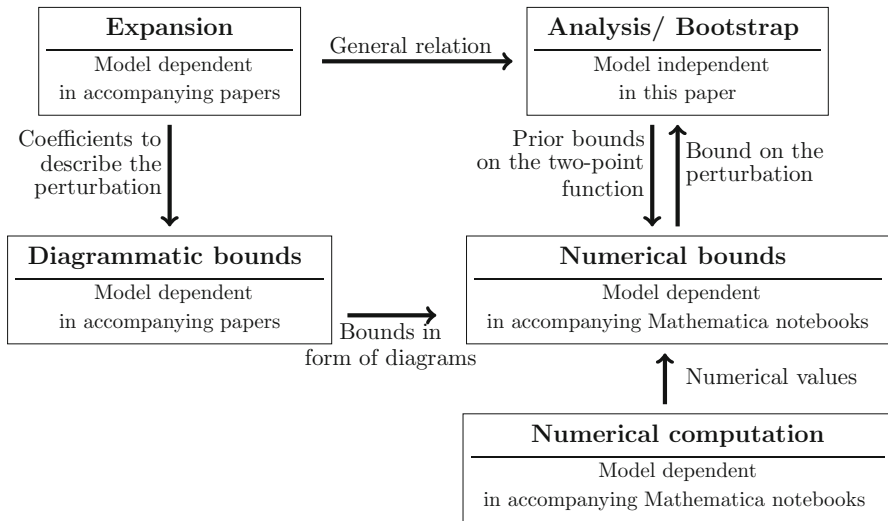 Expansion
Model dependent
in accompanying papers
General relation
Analysis/ Bootstrap
Model independent
in this paper
Coefficients to
describe the
perturbation
Prior bounds
on the two-point
function
Bound on the
perturbation
Diagrammatic bounds
Model dependent
in accompanying papers
Bounds in
form of diagrams
Numerical bounds
Model dependent
in accompanying Mathematica notebooks
Numerical values
Numerical computation
Model dependent
in accompanying Mathematica notebooks